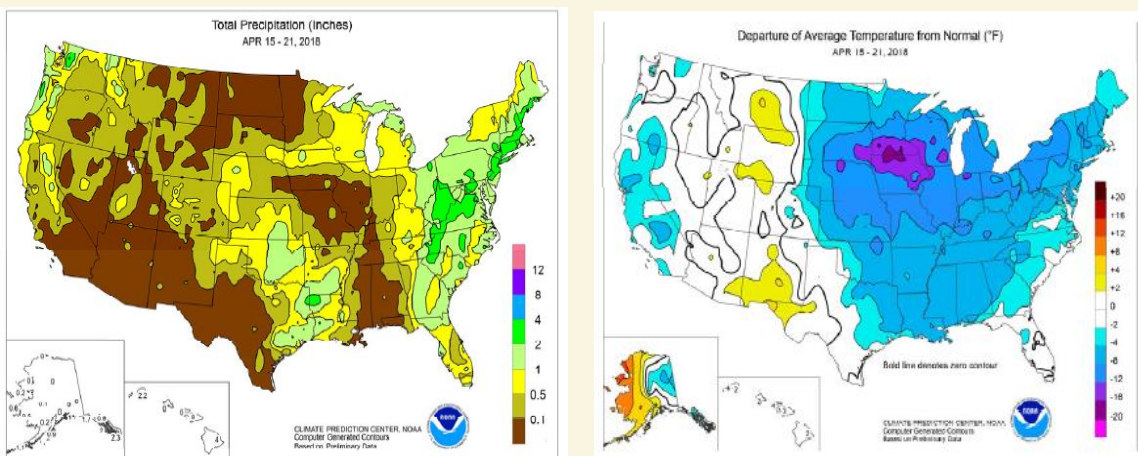 Total Precipitation (Inches)
APR 15 - 21, 2018
12
8
4
2
1
0.5
0.1
CLIMATE PREDICTION CENTER, NOAA
Computer Generated Contours
Based on Preliminary Data
NOAA
Departure of Average Temperature from Normal (°F)
APR 15 - 21, 2018
+20
+16
+12
+8
+4
+2
0
-2
-4
-8
-12
-16
-20
Bold line denotes zero contour
CLIMATE PREDICTION CENTER, NOAA
Computer Generated Contours
Based on Preliminary Data
NOAA